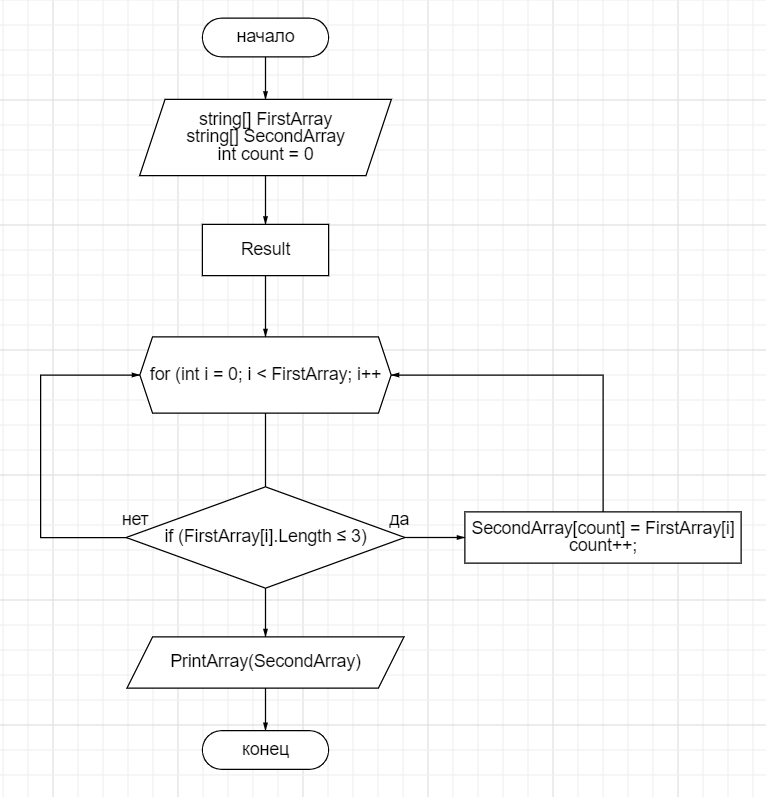 начало
string[] FirstArray
string[] SecondArray
int count = 0
Result
for (int i = 0; i < FirstArray; i++
нет
да
if (FirstArray[i].Length ≤ 3)
SecondArray[count] = FirstArray[i]
count++;
PrintArray(SecondArray)
конец